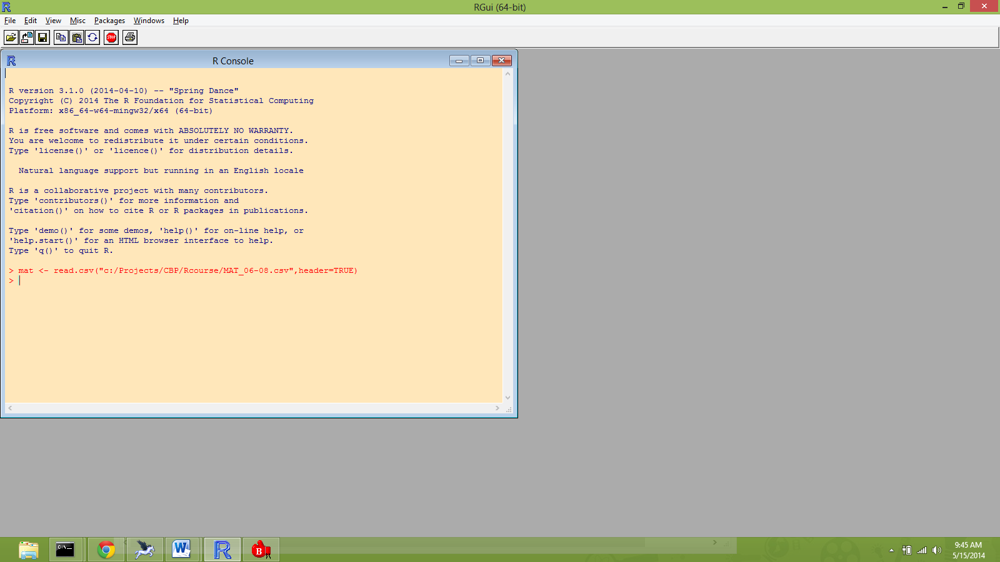 RGui (64-bit)
File Edit View Misc Packages Windows Help
STOP
R Console
R version 3.1.0 (2014-04-10) -- "Spring Dance"
Copyright (C) 2014 The R Foundation for Statistical Computing
Platform: x86_64-w64-mingw32/x64 (64-bit)
R is free software and comes with ABSOLUTELY NO WARRANTY.
You are welcome to redistribute it under certain conditions.
Type 'license()' or 'licence()' for distribution details.
Natural language support but running in an English locale
R is a collaborative project with many contributors.
Type 'contributors()' for more information and
'citation()' on how to cite R or R packages in publications.
Type 'demo()' for some demos, 'help()' for on-line help, or
'help.start()' for an HTML browser interface to help.
Type 'q()' to quit R.
> mat <- read.csv("c:/Projects/CBP/Rcourse/MAT_06-08.csv",header=TRUE)
>
9:45 AM
5/15/2014